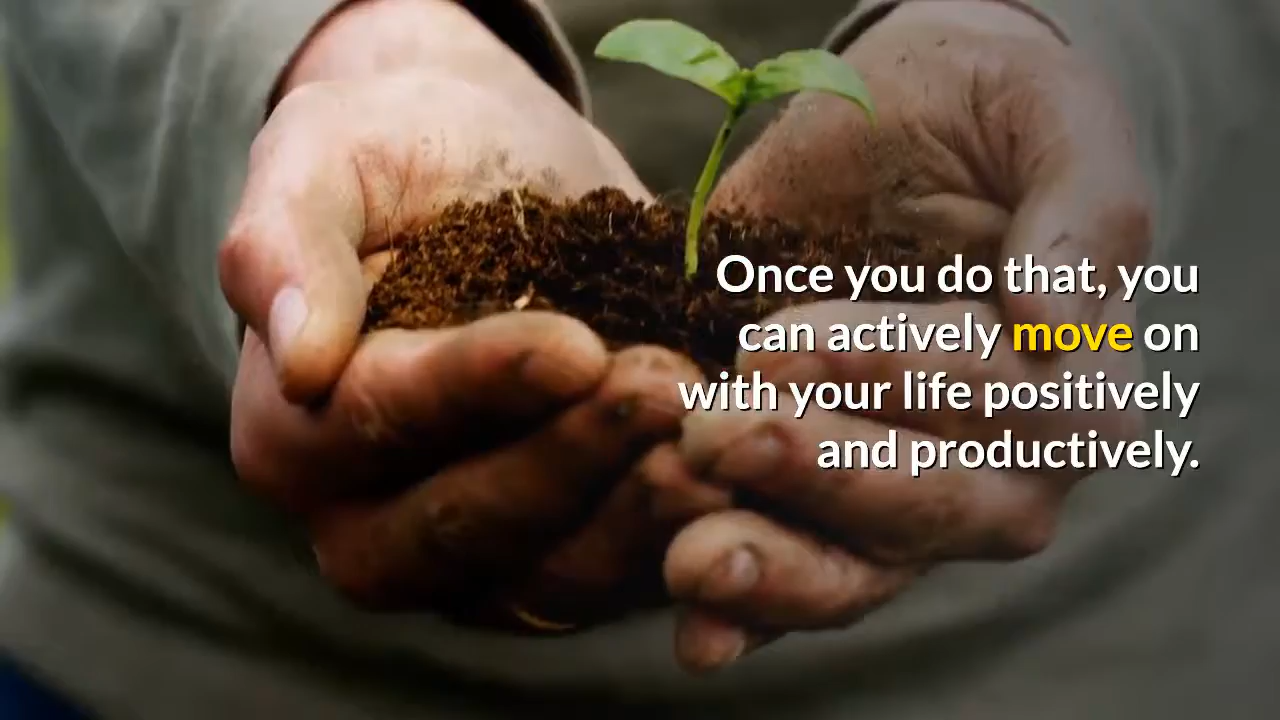 Once you do that, you
can actively move on
with your life positively
and productively.